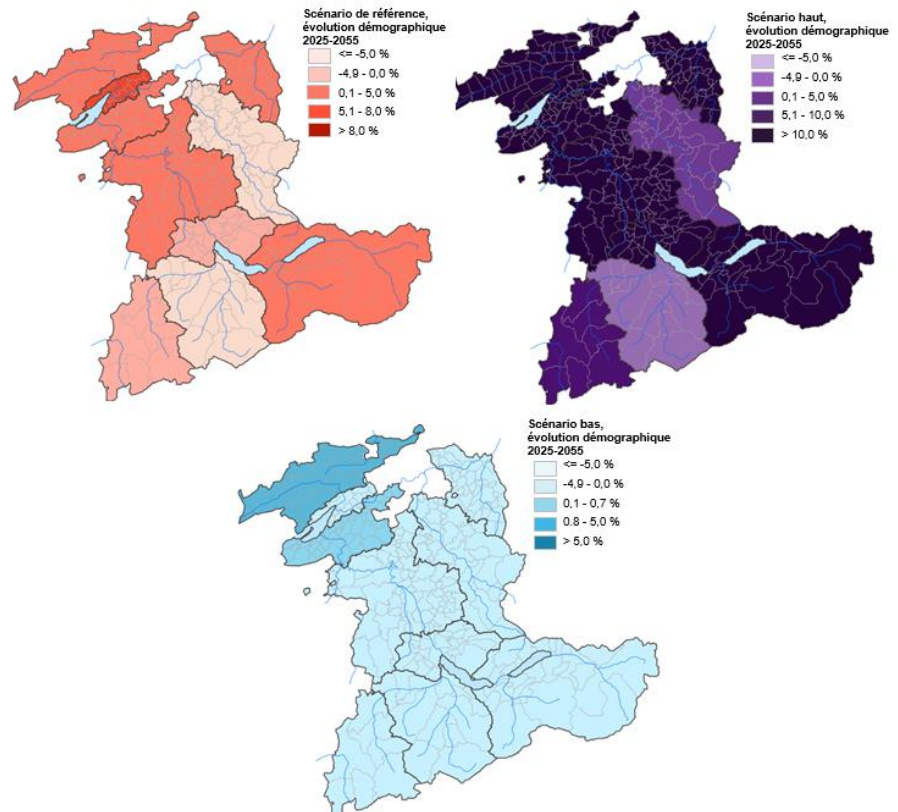 Scénario de référence,
évolution démographique
2025-2055
<= -5,0 %
-4,9 - 0,0 %
0,1 - 5,0 %
5,1 - 8,0 %
> 8,0 %
Scénario haut,
évolution démographique
2025-2055
<= -5,0 %
-4,9 - 0,0 %
0,1 - 5,0 %
5,1 - 10,0 %
> 10,0 %
Scénario bas,
évolution démographique
2025-2055
<= -5,0 %
-4,9 - 0,0 %
0,1 - 0,7 %
0.8 - 5,0 %
> 5,0 %